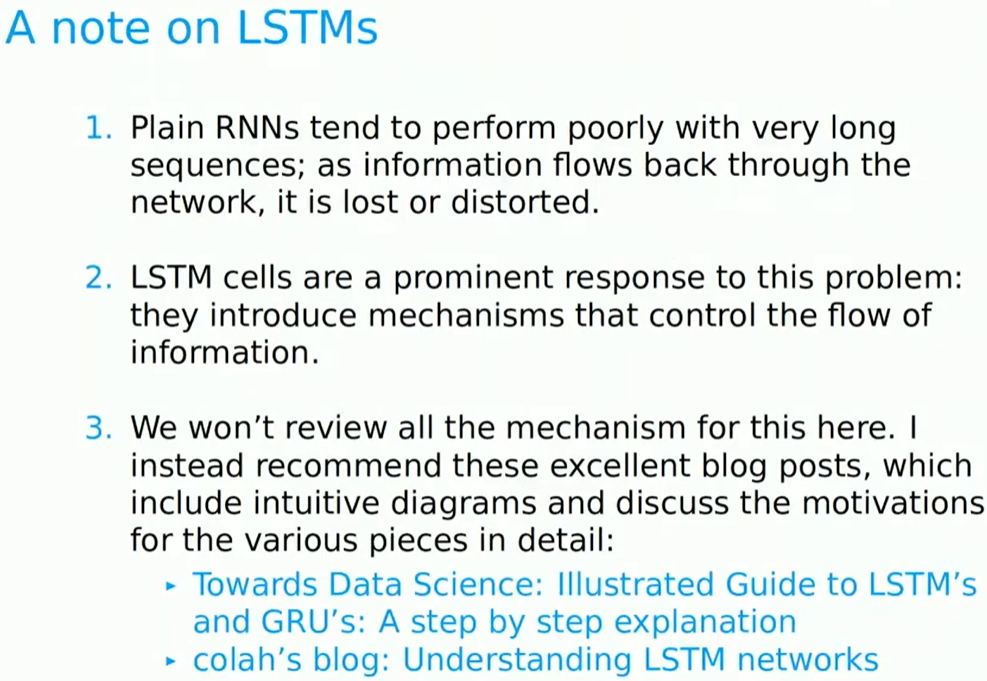 A note on LSTMs
1. Plain RNNs tend to perform poorly with very long
sequences; as information flows back through the
network, it is lost or distorted.
2. LSTM cells are a prominent response to this problem:
they introduce mechanisms that control the flow of
information.
3. We won’t review all the mechanism for this here. I
instead recommend these excellent blog posts, which
include intuitive diagrams and discuss the motivations
for the various pieces in detail:
▸ Towards Data Science: Illustrated Guide to LSTM’s
and GRU’s: A step by step explanation
▸ colah’s blog: Understanding LSTM networks